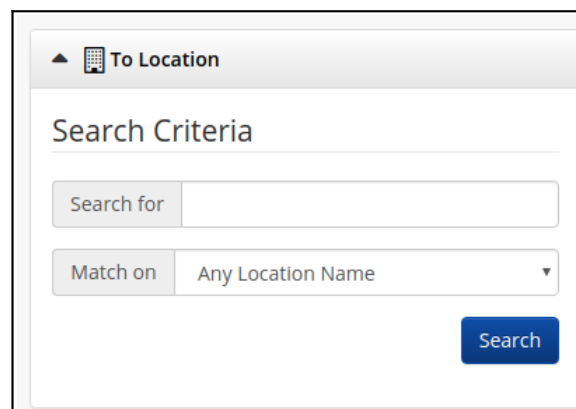 To Location
Search Criteria
Search for
Match on Any Location Name
Search